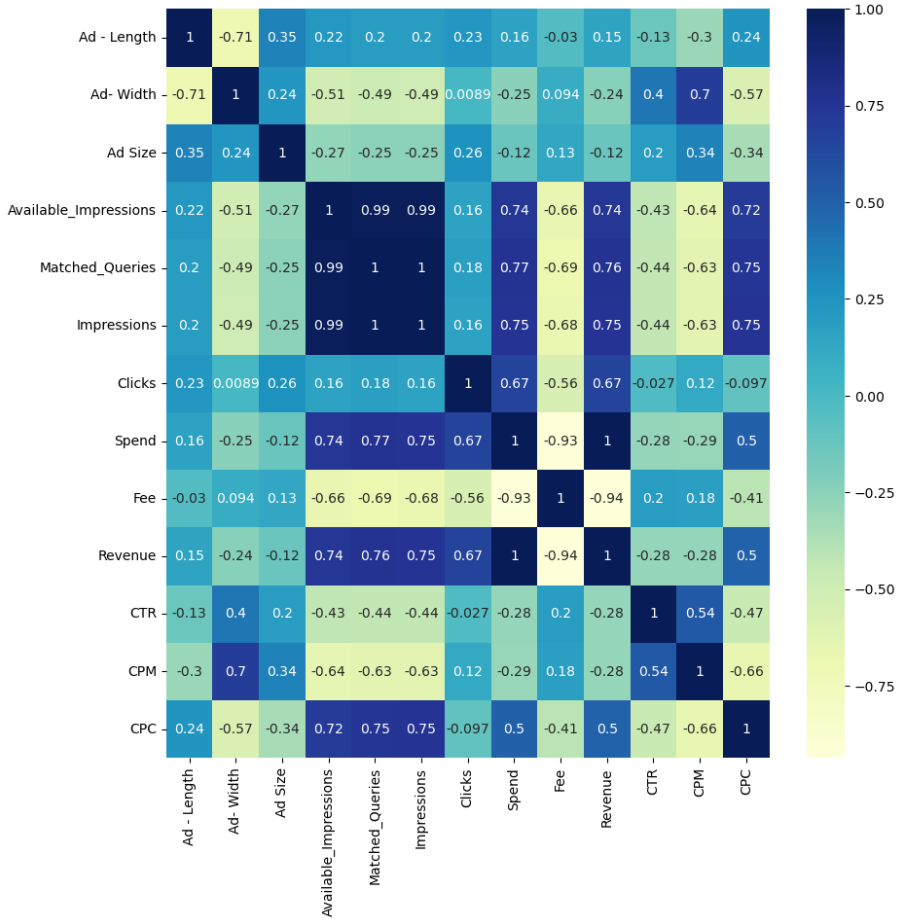 1.00
Ad - Length 1 -0.71 0.35 0.22 0.2 0.2 0.23 0.16 -0.03 0.15 -0.13 -0.3 0.24
Ad- Width -0.71 1 0.24 -0.51 -0.49 -0.49 0.0089 -0.25 0.094 -0.24 0.4 0.7 -0.57
0.75
Ad Size 0.35 0.24 1 -0.27 -0.25 -0.25 0.26 -0.12 0.13 -0.12 0.2 0.34 -0.34
Available_Impressions 0.22 -0.51 -0.27 1 0.99 0.99 0.16 0.74 -0.66 0.74 -0.43 -0.64 0.72
0.50
Matched_Queries 0.2 -0.49 -0.25 0.99 1 1 0.18 0.77 -0.69 0.76 -0.44 -0.63 0.75
0.25
Impressions 0.2 -0.49 -0.25 0.99 1 1 0.16 0.75 -0.68 0.75 -0.44 -0.63 0.75
Clicks 0.23 0.0089 0.26 0.16 0.18 0.16 1 0.67 -0.56 0.67 -0.027 0.12 -0.097
0.00
Spend 0.16 -0.25 -0.12 0.74 0.77 0.75 0.67 1 -0.93 1 -0.28 -0.29 0.5
Fee -0.03 0.094 0.13 -0.66 -0.69 -0.68 -0.56 -0.93 1 -0.94 0.2 0.18 -0.41
−0.25
Revenue 0.15 -0.24 -0.12 0.74 0.76 0.75 0.67 1 -0.94 1 -0.28 -0.28 0.5
−0.50
CTR -0.13 0.4 0.2 -0.43 -0.44 -0.44 -0.027 -0.28 0.2 -0.28 1 0.54 -0.47
CPM -0.3 0.7 0.34 -0.64 -0.63 -0.63 0.12 -0.29 0.18 -0.28 0.54 1 -0.66
−0.75
CPC 0.24 -0.57 -0.34 0.72 0.75 0.75 -0.097 0.5 -0.41 0.5 -0.47 -0.66 1
Ad - Length
Ad- Width
Ad Size
Available_Impressions
Matched_Queries
Impressions
Clicks
Spend
Fee
Revenue
CTR
CPM
CPC